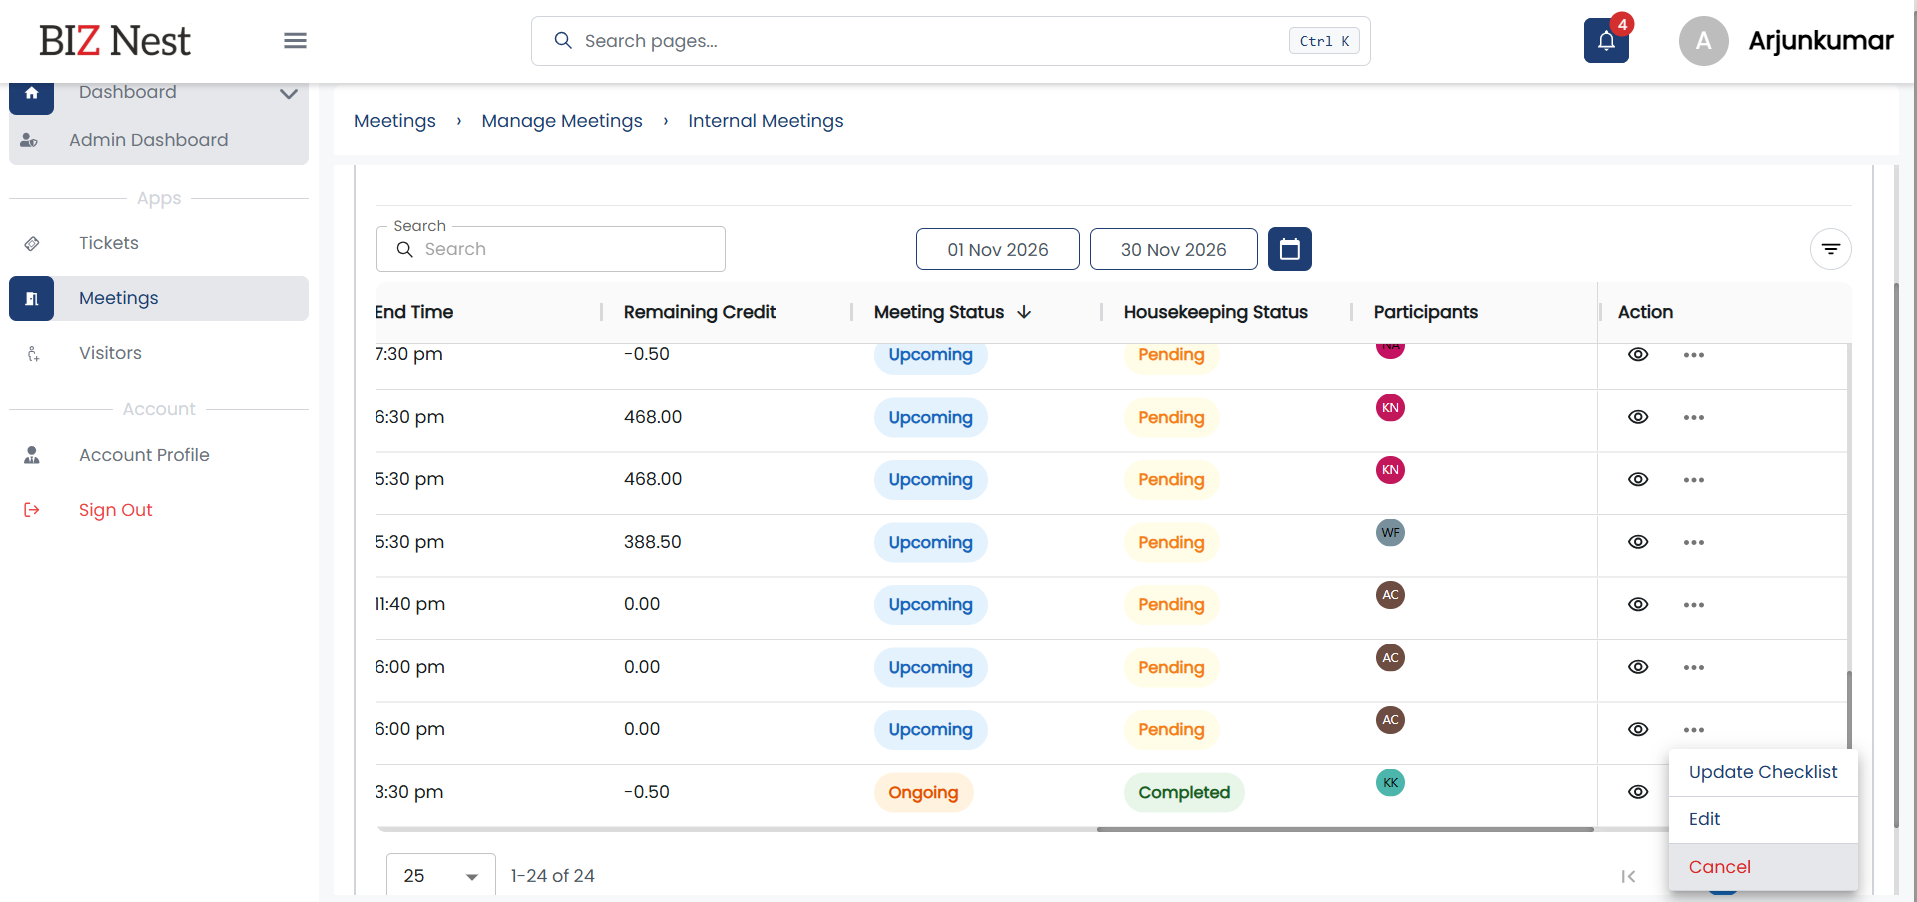 BIZ Nest
Search pages...
Ctrl K
4
A
Arjunkumar
Dashboard
Admin Dashboard
Apps
Tickets
Meetings
Visitors
Account
Account Profile
Sign Out
Meetings › Manage Meetings › Internal Meetings
Search
Search
01 Nov 2026
30 Nov 2026
End Time Remaining Credit Meeting Status Housekeeping Status Participants Action
7:30 pm -0.50 Upcoming Pending NA
6:30 pm 468.00 Upcoming Pending KN
5:30 pm 468.00 Upcoming Pending KN
5:30 pm 388.50 Upcoming Pending WF
11:40 pm 0.00 Upcoming Pending AC
6:00 pm 0.00 Upcoming Pending AC
6:00 pm 0.00 Upcoming Pending AC
3:30 pm -0.50 Ongoing Completed KK
Update Checklist
Edit
Cancel
25 1-24 of 24